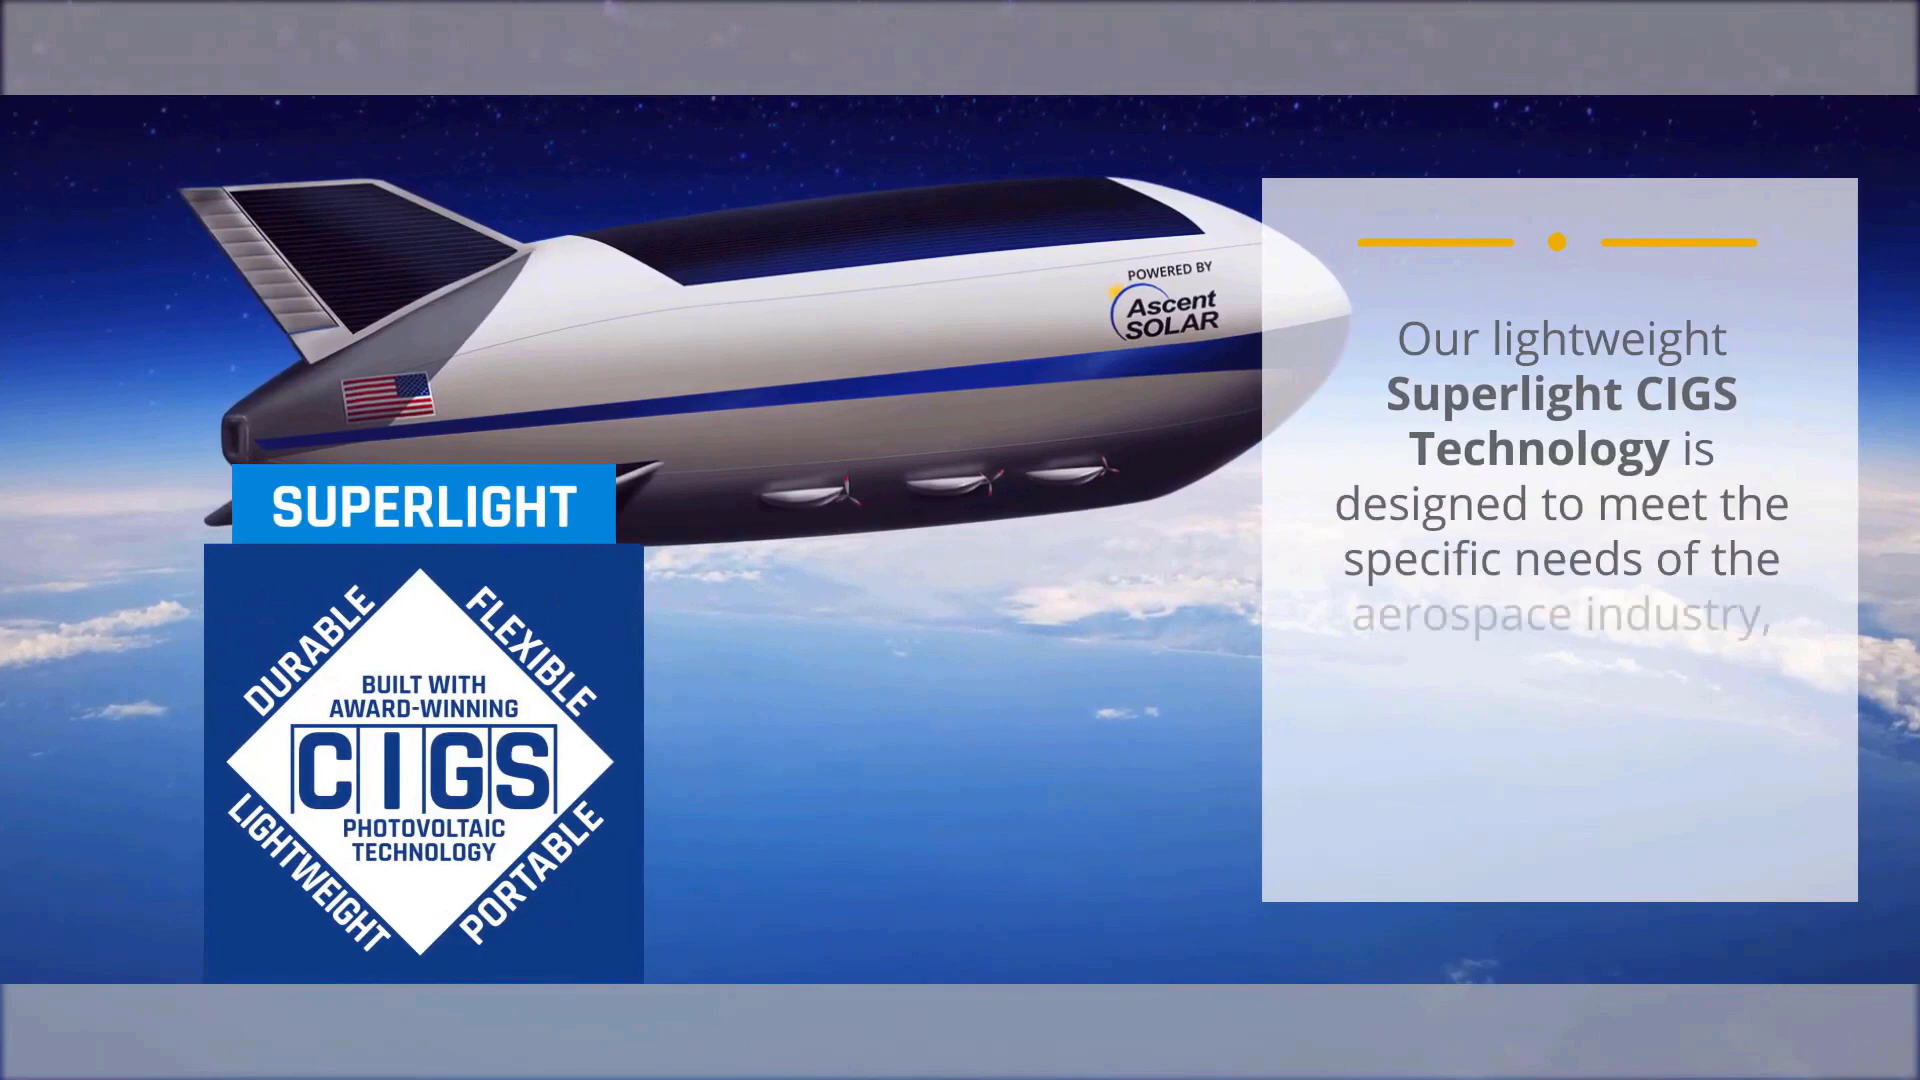 POWERED BY
Ascent
SOLAR
Our lightweight
Superlight CIGS
Technology is
designed to meet the
specific needs of the
aerospace industry,
SUPERLIGHT
DURABLE
FLEXIBLE
BUILT WITH
AWARD-WINNING
CIGS
PHOTOVOLTAIC
TECHNOLOGY
LIGHTWEIGHT
PORTABLE